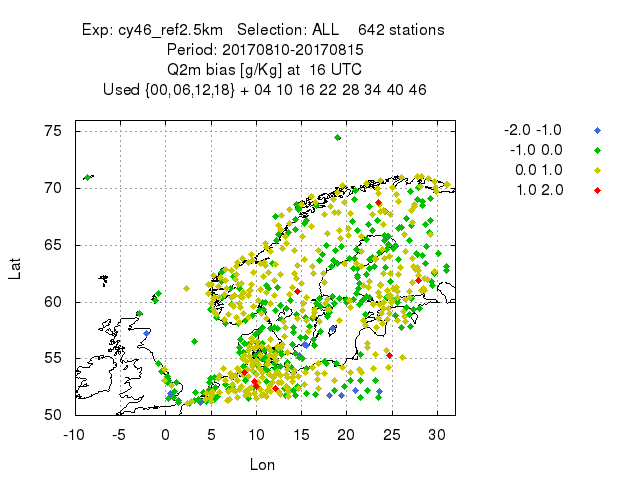 Exp: cy46_ref2.5km Selection: ALL 642 stations
Period: 20170810-20170815
Q2m bias [g/Kg] at 16 UTC
Used {00,06,12,18} + 04 10 16 22 28 34 40 46
-2.0 -1.0
-1.0 0.0
0.0 1.0
1.0 2.0
75
70
65
60
55
50
Lat
-10 -5 0 5 10 15 20 25 30
Lon